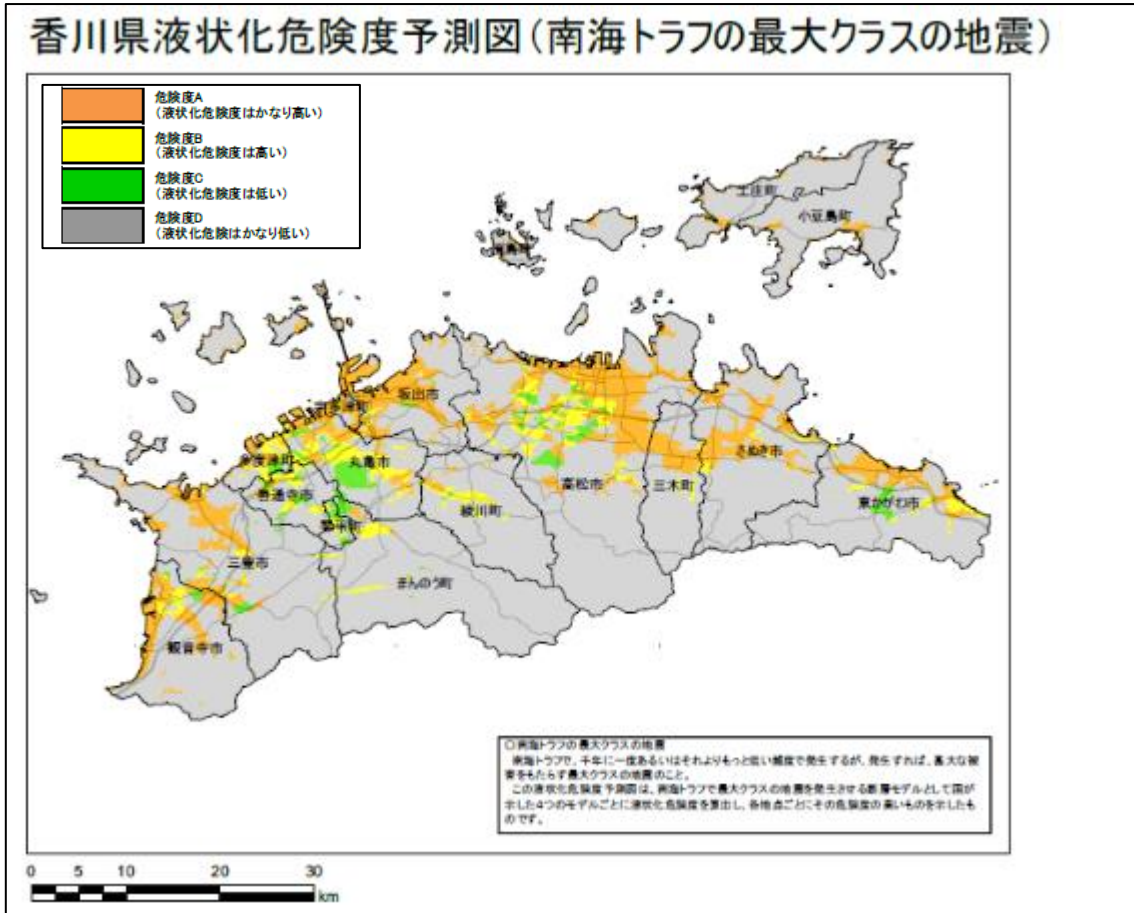 香川県液状化危険度予測図(南海トラフの最大クラスの地震)
危険度A
(液状化危険度はかなり高い)
危険度B
(液状化危険度は高い)
危険度C
(液状化危険度は低い)
危険度D
(液状化危険はかなり低い)
土庄町
小豆島町
坂出市
丸亀市
善通寺市
高松市
三木町
さぬき市
東かがわ市
綾川町
三豊市
まんのう町
観音寺市
〇南海トラフの最大クラスの地震
南海トラフで、千年に一度あるいはそれよりもっと低い頻度で発生するが、発生すれば、甚大な被
害をもたらす最大クラスの地震のこと。
この液状化危険度予測図は、南海トラフで最大クラスの地震を発生させる断層モデルとして国が
示した4つのモデルごとに液状化危険度を算出し、各地点ごとにその危険度の高いものを示したも
のです。
0 5 10 20 30
km